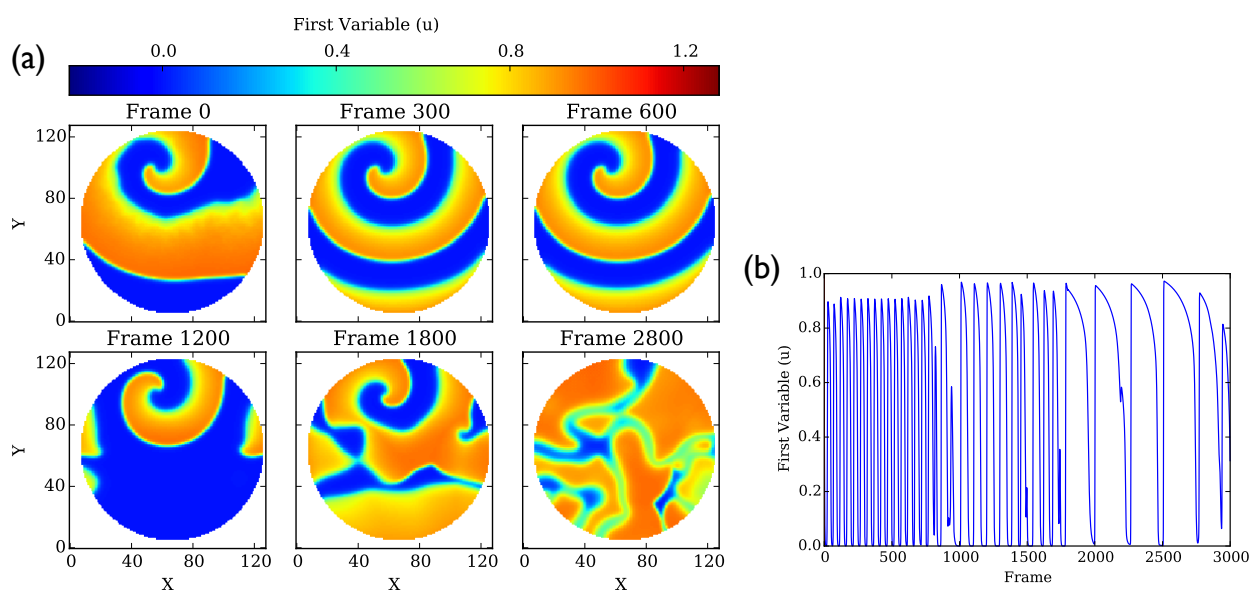 First Variable (u)
(a)
0.0 0.4 0.8 1.2
Frame 0 Frame 300 Frame 600
120
80
40
0
Y
Frame 1200 Frame 1800 Frame 2800
120
80
40
0
Y
0 40 80 120 0 40 80 120 0 40 80 120
X X X
(b)
1.0
0.8
0.6
0.4
0.2
0.0
First Variable (u)
0 500 1000 1500 2000 2500 3000
Frame